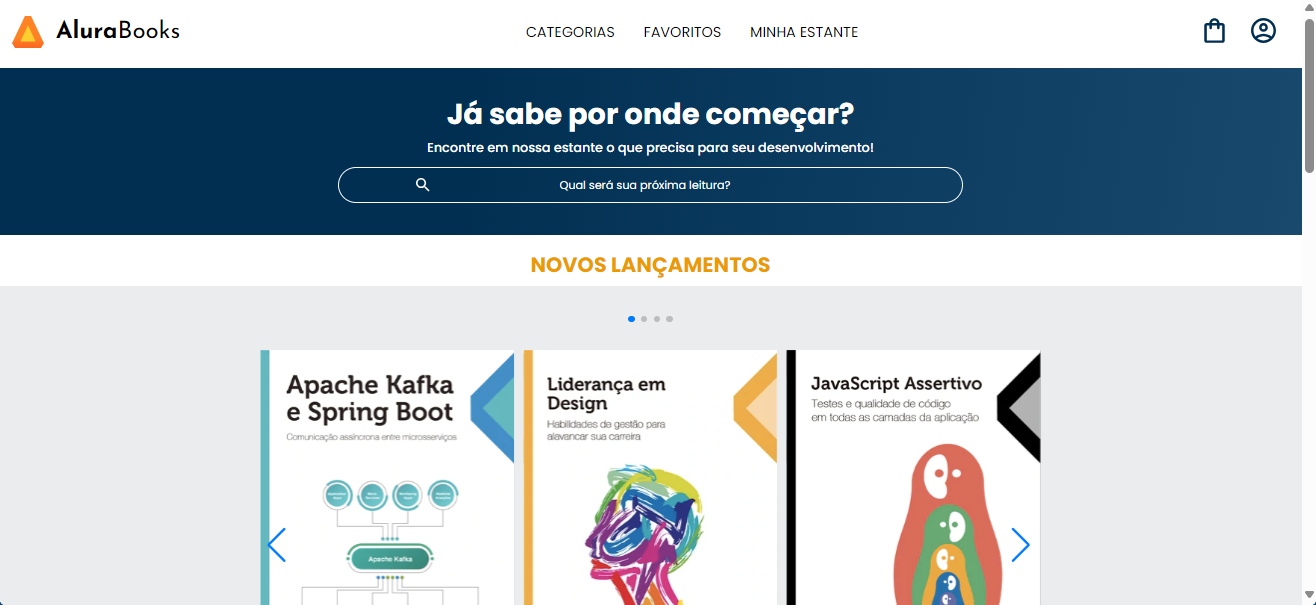 AluraBooks
CATEGORIAS
FAVORITOS
MINHA ESTANTE
Já sabe por onde começar?
Encontre em nossa estante o que precisa para seu desenvolvimento!
Qual será sua próxima leitura?
NOVOS LANÇAMENTOS
Apache Kafka
e Spring Boot
Comunicação assíncrona entre microsserviços
Apache Kafka
Liderança em
Design
Habilidades de gestão para
alavancar sua carreira
JavaScript Assertivo
Testes e qualidade de código
em todas as camadas da aplicação